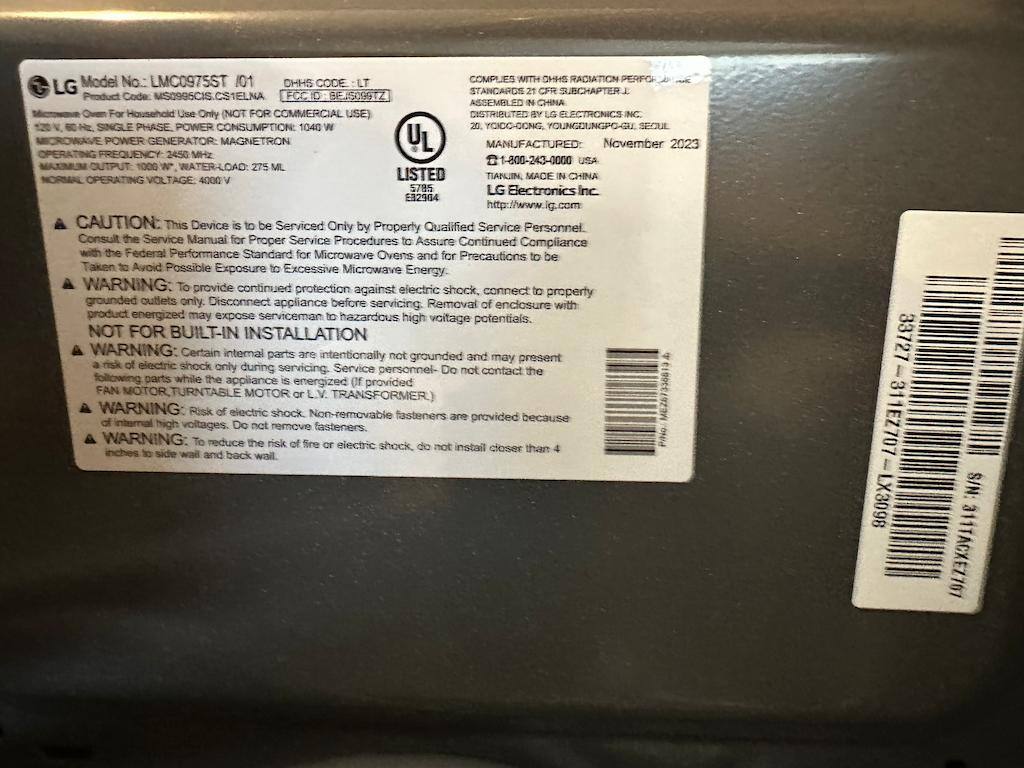 LG Model No.: LMC0975ST /01 DHHS CODE. : LT
Product Code: MS0995CIS.CS1ELNA FCC ID : BEJS099TZ
Microwave Oven For Household Use Only (NOT FOR COMMERCIAL USE)
120 V, 60 Hz, SINGLE PHASE, POWER CONSUMPTION: 1040 W
MICROWAVE POWER GENERATOR: MAGNETRON
OPERATING FREQUENCY: 2450 MHz
MAXIMUM OUTPUT: 1000 W*, WATER-LOAD: 275 ML
NORMAL OPERATING VOLTAGE: 4000 V
UL
LISTED
5785
E82904
COMPLIES WITH DHHS RADIATION PERFORMANCE
STANDARDS 21 CFR SUBCHAPTER J.
ASSEMBLED IN CHINA
DISTRIBUTED BY LG ELECTRONICS INC.
20, YOIDO-DONG, YOUNGDUNGPO-GU, SEOUL
MANUFACTURED: November 2023
☎1-800-243-0000 USA
TIANJIN, MADE IN CHINA
LG Electronics Inc.
http://www.lg.com
⚠ CAUTION: This Device is to be Serviced Only by Properly Qualified Service Personnel.
Consult the Service Manual for Proper Service Procedures to Assure Continued Compliance
with the Federal Performance Standard for Microwave Ovens and for Precautions to be
Taken to Avoid Possible Exposure to Excessive Microwave Energy.
⚠ WARNING: To provide continued protection against electric shock, connect to properly
grounded outlets only. Disconnect appliance before servicing. Removal of enclosure with
product energized may expose serviceman to hazardous high voltage potentials.
NOT FOR BUILT-IN INSTALLATION
⚠ WARNING: Certain internal parts are intentionally not grounded and may present
a risk of electric shock only during servicing. Service personnel- Do not contact the
following parts while the appliance is energized (If provided
FAN MOTOR,TURNTABLE MOTOR or L.V. TRANSFORMER.)
⚠ WARNING: Risk of electric shock. Non-removable fasteners are provided because
of internal high voltages. Do not remove fasteners.
⚠ WARNING: To reduce the risk of fire or electric shock, do not install closer than 4
inches to side wall and back wall.
P/No.: MEZ67338813 A
33727-311EZ707-LX3098
S/N: 311TACXEZ707